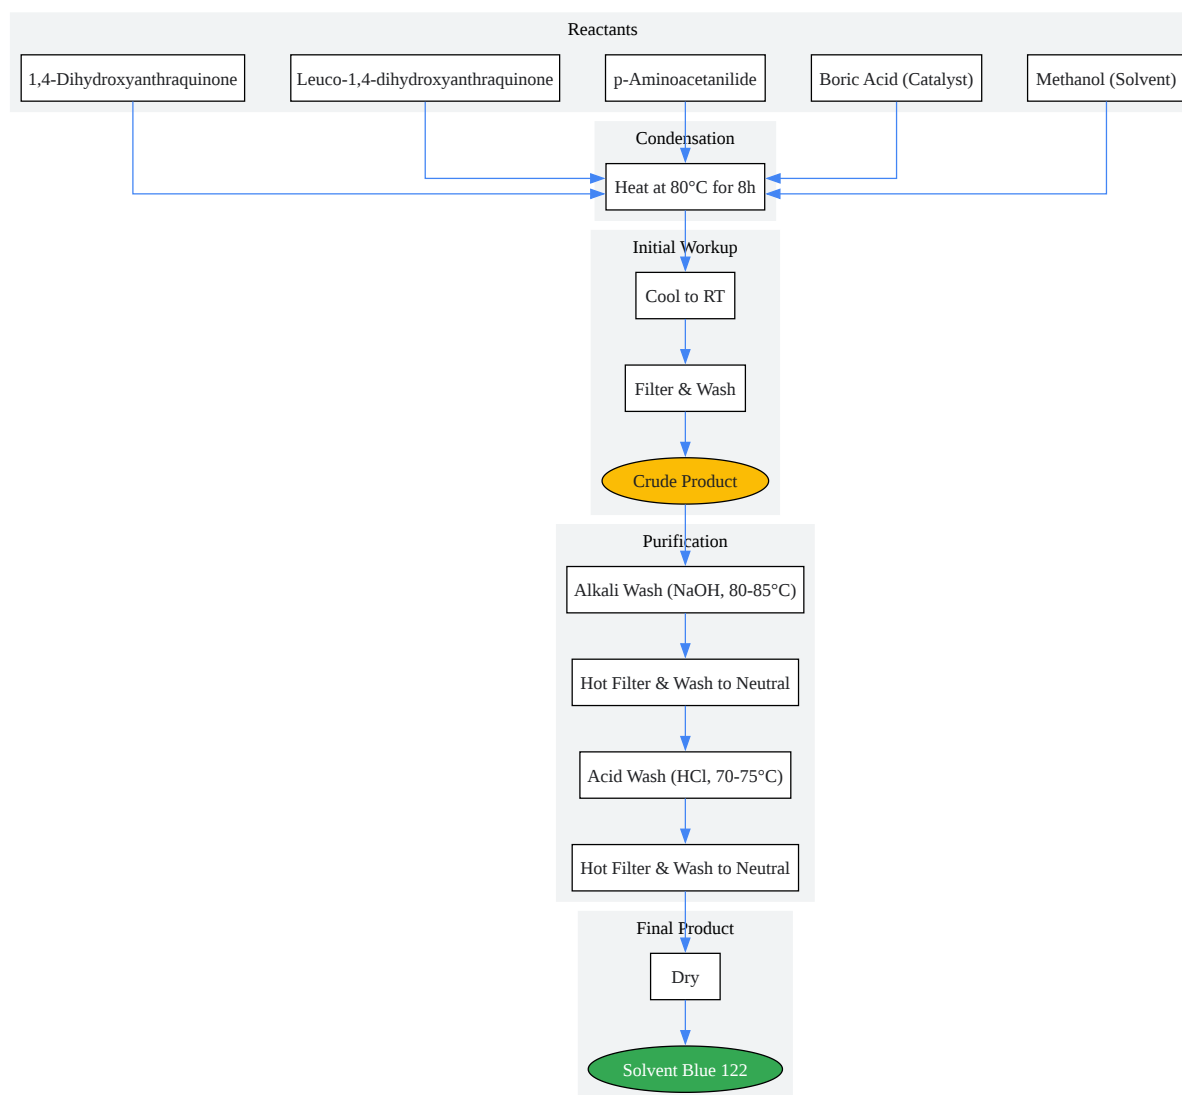 Reactants
1,4-Dihydroxyanthraquinone
Leuco-1,4-dihydroxyanthraquinone
p-Aminoacetanilide
Boric Acid (Catalyst)
Methanol (Solvent)
Condensation
Heat at 80°C for 8h
Initial Workup
Cool to RT
Filter & Wash
Crude Product
Purification
Alkali Wash (NaOH, 80-85°C)
Hot Filter & Wash to Neutral
Acid Wash (HCl, 70-75°C)
Hot Filter & Wash to Neutral
Final Product
Dry
Solvent Blue 122